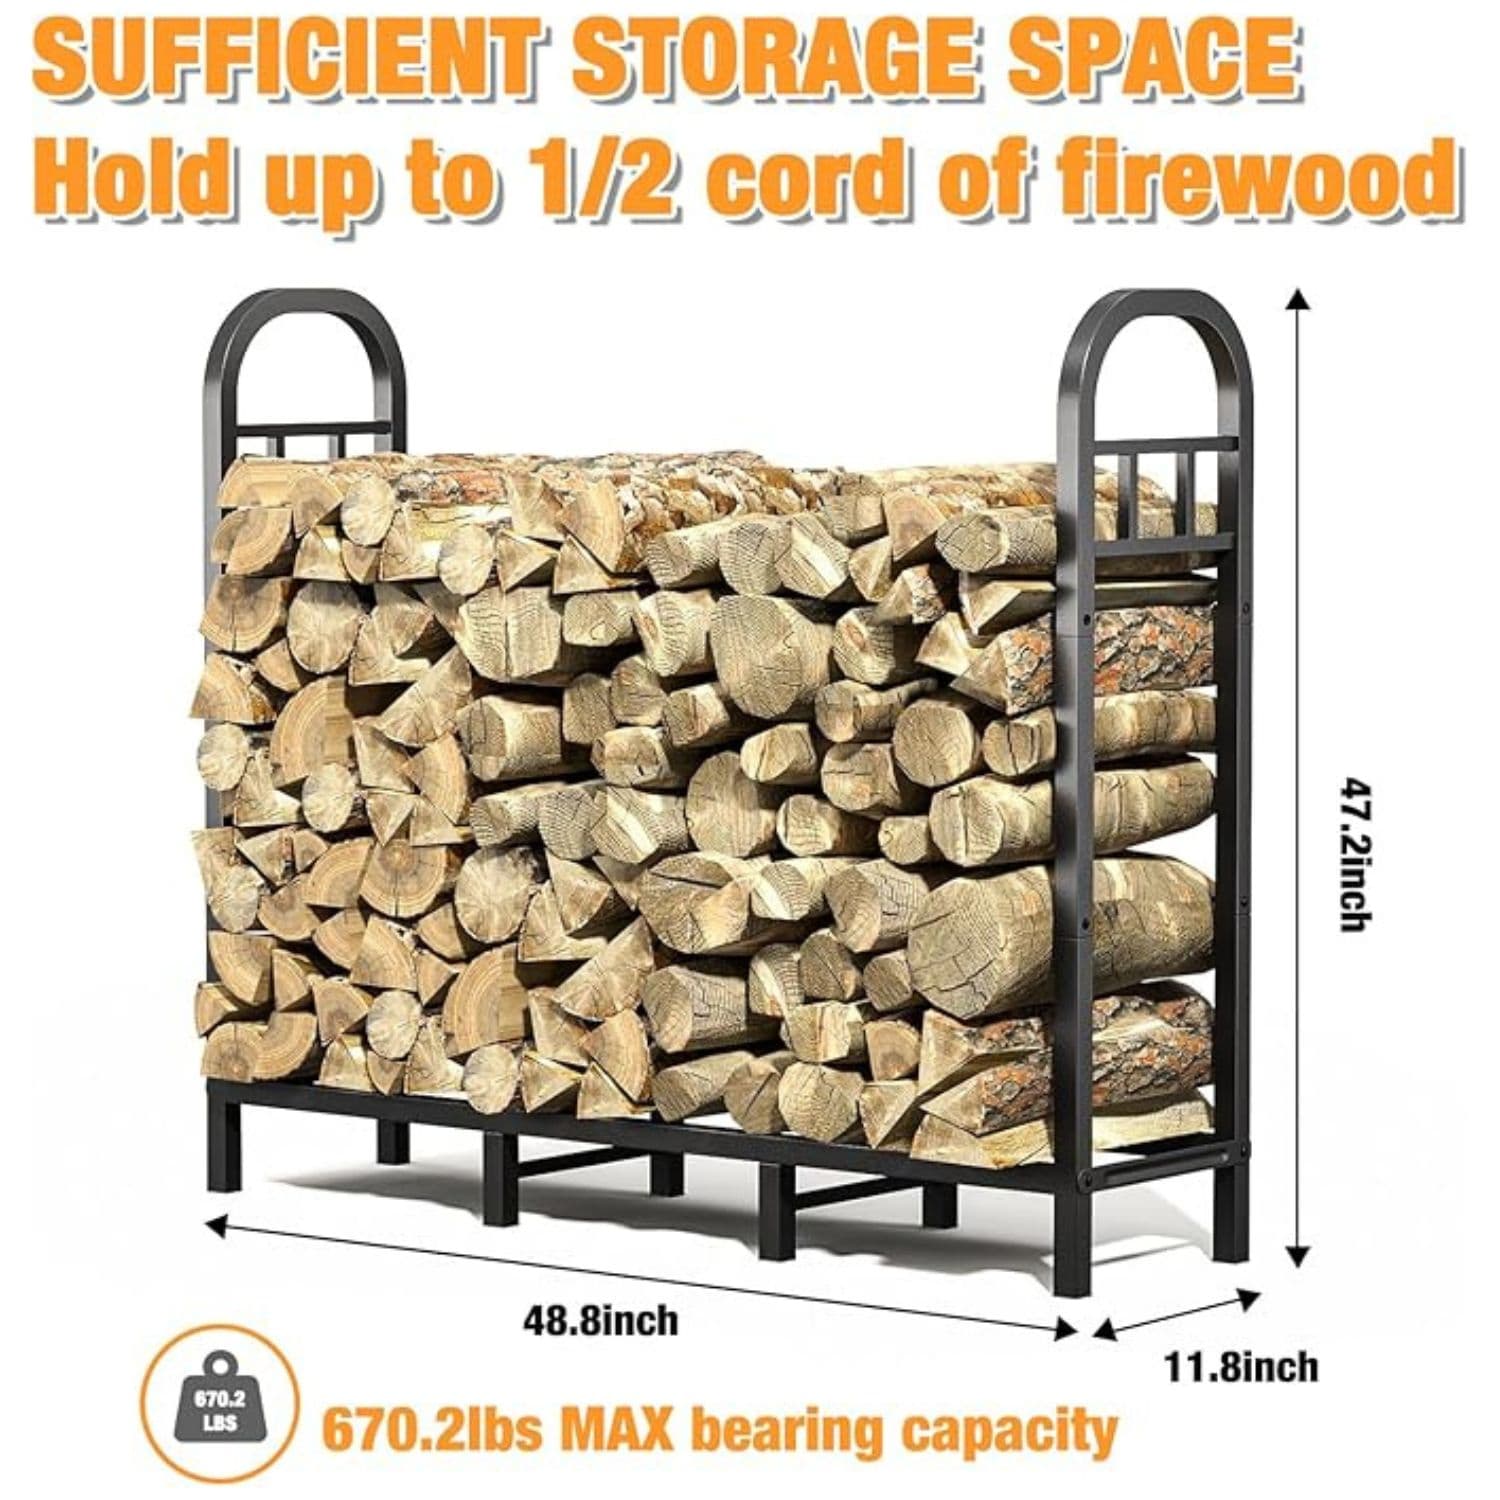 SUFFICIENT STORAGE SPACE
Hold up to 1/2 cord of firewood
47.2inch
48.8inch
11.8inch
670.2
LBS
670.2lbs MAX bearing capacity